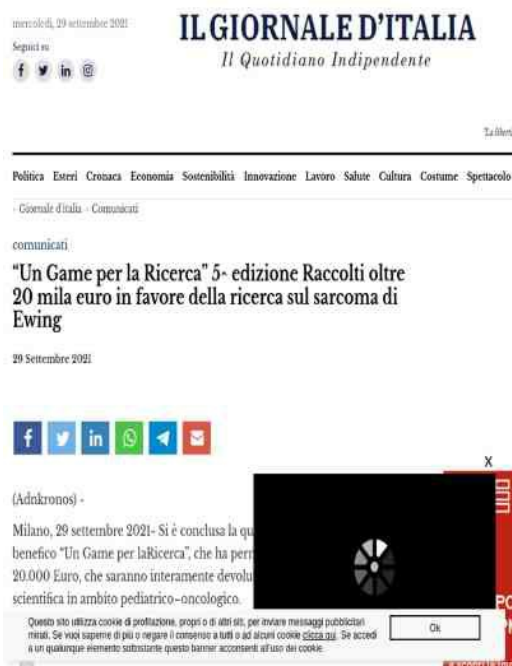 mercoledì, 29 settembre 2021
IL GIORNALE D'ITALIA
Seguici su
Il Quotidiano Indipendente
"La libert
Politica Esteri Cronaca Economia Sostenibilità Innovazione Lavoro Salute Cultura Costume Spettacolo
› Giornale d'italia › Comunicati
comunicati
“Un Game per la Ricerca” 5^ edizione Raccolti oltre
20 mila euro in favore della ricerca sul sarcoma di
Ewing
29 Settembre 2021
X
(Adnkronos) -
Milano, 29 settembre 2021- Si è conclusa la qu
benefico “Un Game per laRicerca”, che ha per
20.000 Euro, che saranno interamente devolu
scientifica in ambito pediatrico-oncologico.
Questo sito utilizza cookie di profilazione, propri o di altri siti, per inviare messaggi pubblicitari
mirati. Se vuoi saperne di più o negare il consenso a tutti o ad alcuni cookie clicca qui. Se accedi
a un qualunque elemento sottostante questo banner acconsenti all'uso dei cookie.
Ok